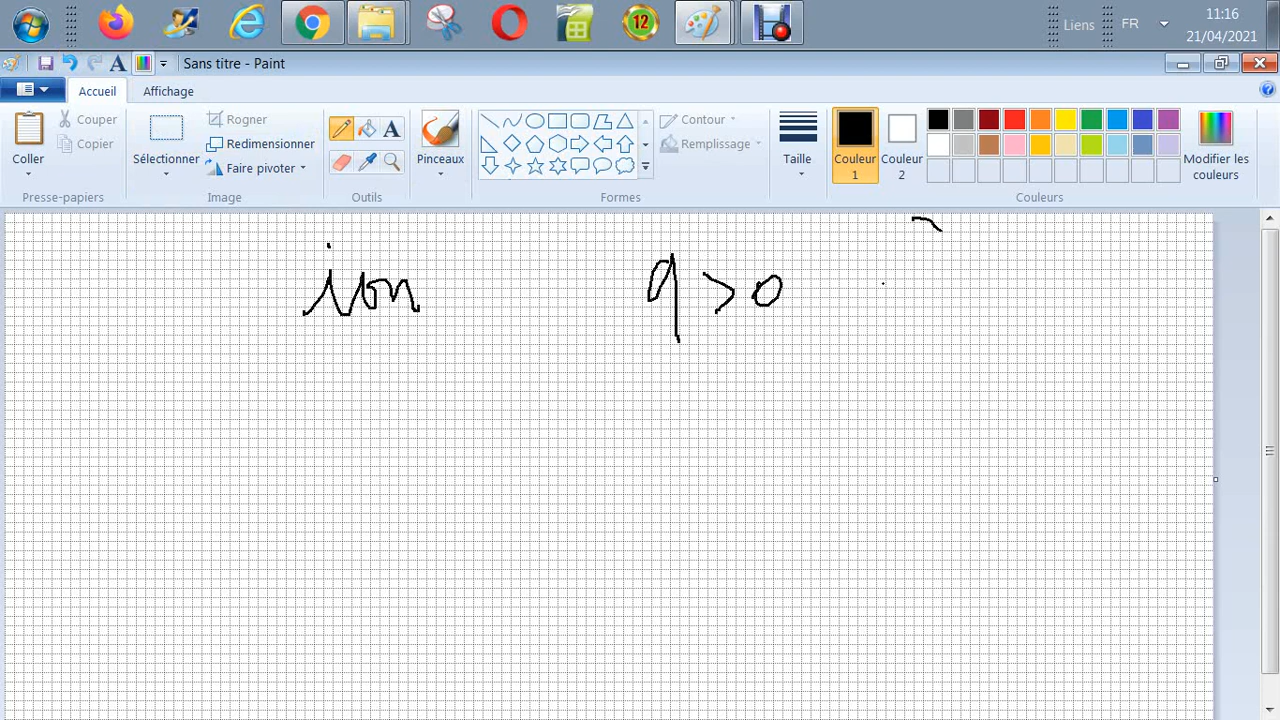 12
Liens
FR
11:16
21/04/2021
Sans titre - Paint
Accueil
Affichage
Coller
Couper
Copier
Presse-papiers
Sélectionner
Rogner
Redimensionner
Faire pivoter
Image
Outils
Pinceaux
Contour
Remplissage
Formes
Taille
Couleur 1
Couleur 2
Modifier les couleurs
Couleurs
ion q > 0